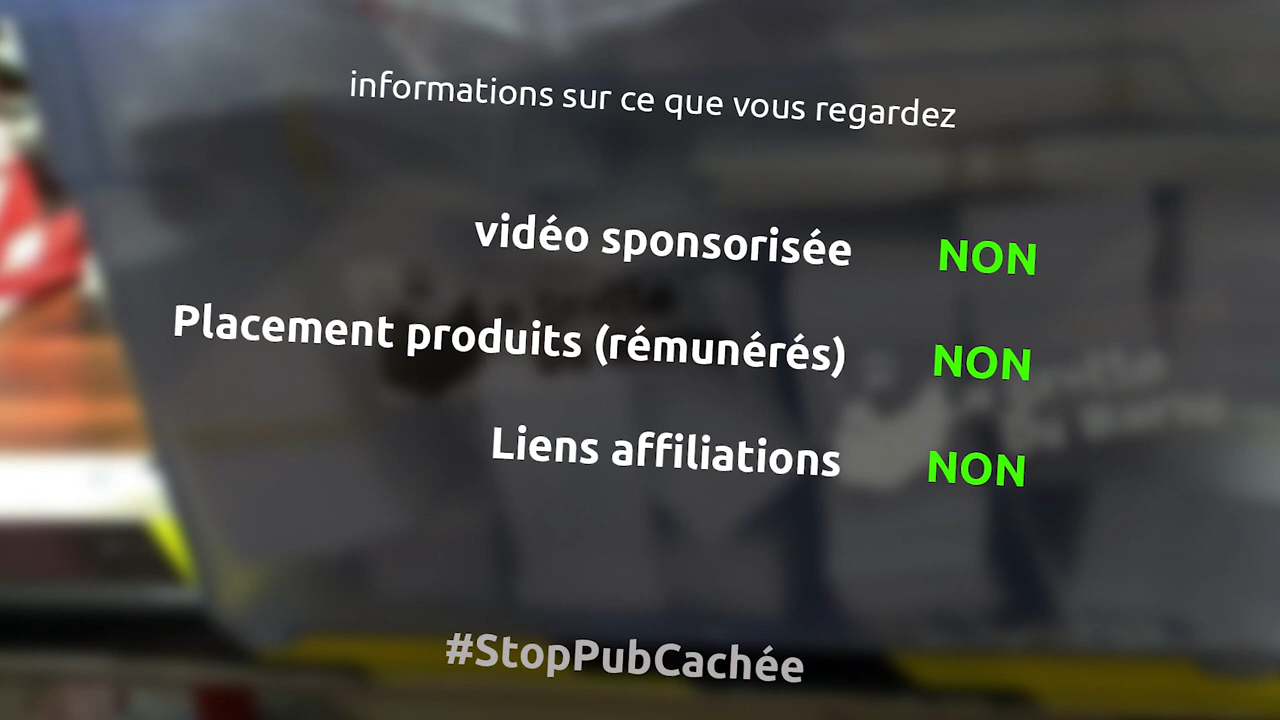 informations sur ce que vous regardez
vidéo sponsorisée NON
Placement produits (rémunérés) NON
Liens affiliations NON
#StopPubCachée